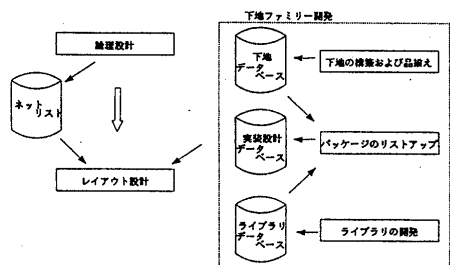 下地ファミリー開発
論理設計
ネット
リスト
レイアウト設計
下地
データ
ベース
下地の構築および品揃え
実装設計
データ
ベース
パッケージのリストアップ
ライブラリ
データ
ベース
ライブラリの開発